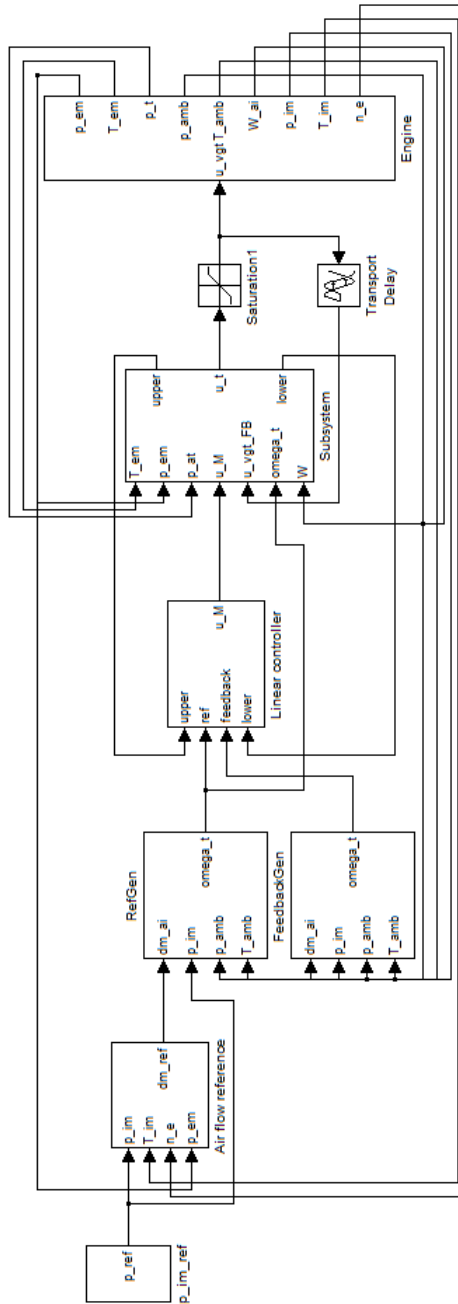 p_ref
p_im_ref
p_im
T_im
n_e
p_em
dm_ref
Air flow reference
RefGen
dm_ai
p_im
p_amb
T_amb
omega_t
FeedbackGen
dm_ai
p_im
p_amb
T_amb
omega_t
upper
ref
feedback
lower
u_M
Linear controller
T_em
p_em
p_at
u_M
u_vgt_FB
omega_t
W
upper
u_t
lower
Subsystem
Saturation1
Transport
Delay
u_vgt
p_em
T_em
p_t
p_amb
T_amb
W_ai
p_im
T_im
n_e
Engine